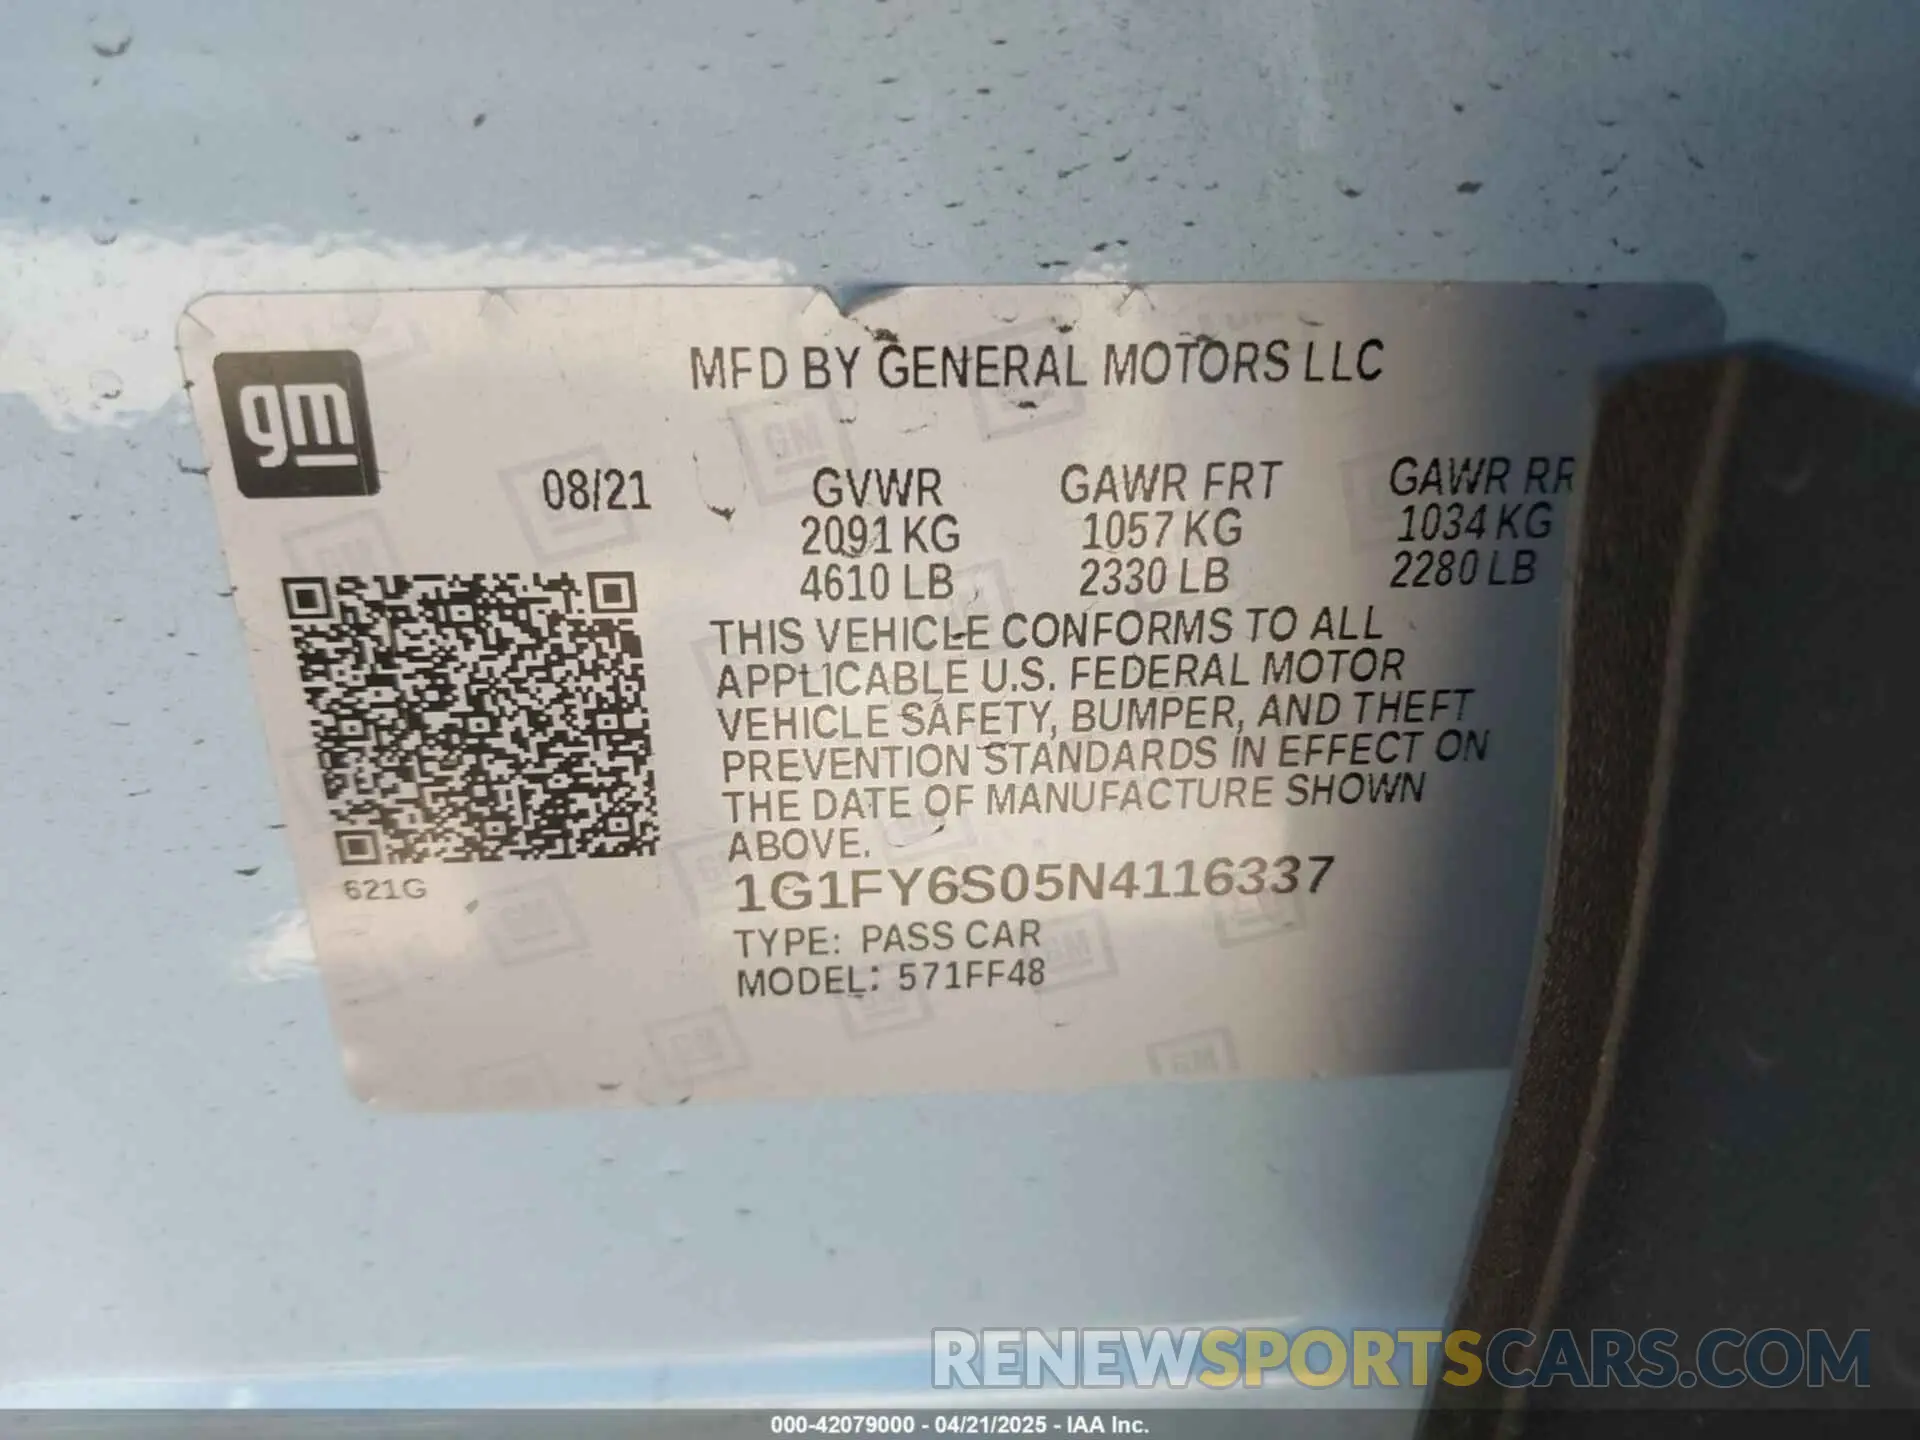 gm
MFD BY GENERAL MOTORS LLC
08/21 GVWR GAWR FRT GAWR RR
2091 KG 1057 KG 1034 KG
4610 LB 2330 LB 2280 LB
THIS VEHICLE CONFORMS TO ALL
APPLICABLE U.S. FEDERAL MOTOR
VEHICLE SAFETY, BUMPER, AND THEFT
PREVENTION STANDARDS IN EFFECT ON
THE DATE OF MANUFACTURE SHOWN
ABOVE.
621G
1G1FY6S05N4116337
TYPE: PASS CAR
MODEL: 571FF48
RENEWSPORTSCARS.COM
000-42079000 - 04/21/2025 - IAA Inc.